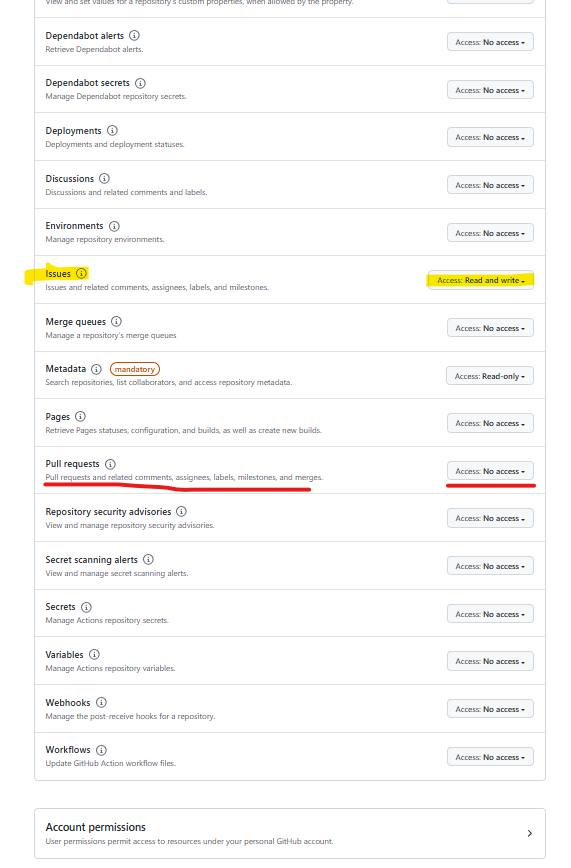 View and set values for a repository's custom properties, when allowed by the property.
Dependabot alerts
Access: No access
Retrieve Dependabot alerts.
Dependabot secrets
Access: No access
Manage Dependabot repository secrets.
Deployments
Access: No access
Deployments and deployment statuses.
Discussions
Access: No access
Discussions and related comments and labels.
Environments
Access: No access
Manage repository environments.
Issues
Access: Read and write
Issues and related comments, assignees, labels, and milestones.
Merge queues
Access: No access
Manage a repository's merge queues
Metadata mandatory
Access: Read-only
Search repositories, list collaborators, and access repository metadata.
Pages
Access: No access
Retrieve Pages statuses, configuration, and builds, as well as create new builds.
Pull requests
Access: No access
Pull requests and related comments, assignees, labels, milestones, and merges.
Repository security advisories
Access: No access
View and manage repository security advisories.
Secret scanning alerts
Access: No access
View and manage secret scanning alerts.
Secrets
Access: No access
Manage Actions repository secrets.
Variables
Access: No access
Manage Actions repository variables.
Webhooks
Access: No access
Manage the post-receive hooks for a repository.
Workflows
Access: No access
Update GitHub Action workflow files.
Account permissions
User permissions permit access to resources under your personal GitHub account.